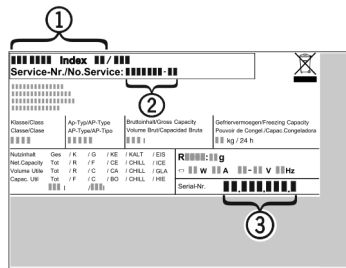 1
Index /
Service-Nr./No.Service: -
2
Klasse/Class Ap-Typ/AP-Type Bruttoinhalt/Gross Capacity Gefriervermoegen/Freezing Capacity
Classe/Clase AP-Type/AP-Tipo Volume Brut/Capacidad Bruta Pouvoir de Congel./Capac.Congeladora
l kg / 24 h
Nutzinhalt Ges / K / G / KE / KALT / EIS
Net.Capacity Tot / R / F / CE / CHILL / ICE
Volume Utile Tot / R / C / CA / CHILL / GLA
Capac. Util Tot / F / C / BO / CHILL / HIE
l / l
R : g
W A - V Hz
Serial-Nr. . . .
3